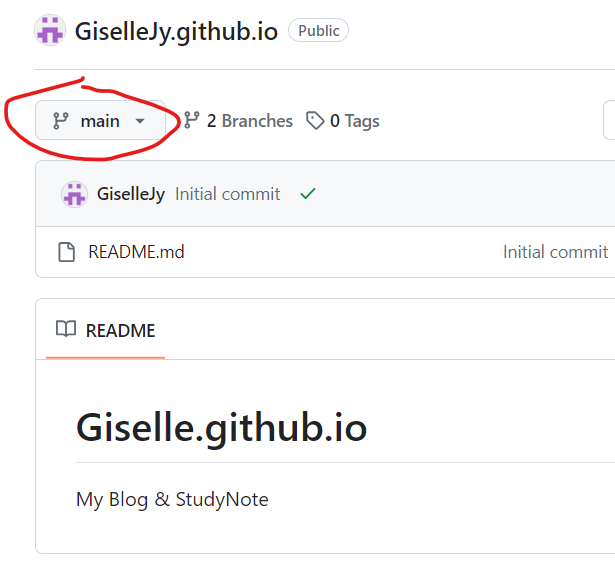 GiselleJy.github.io Public
main 2 Branches 0 Tags
GiselleJy Initial commit
README.md Initial commit
README
Giselle.github.io
My Blog & StudyNote